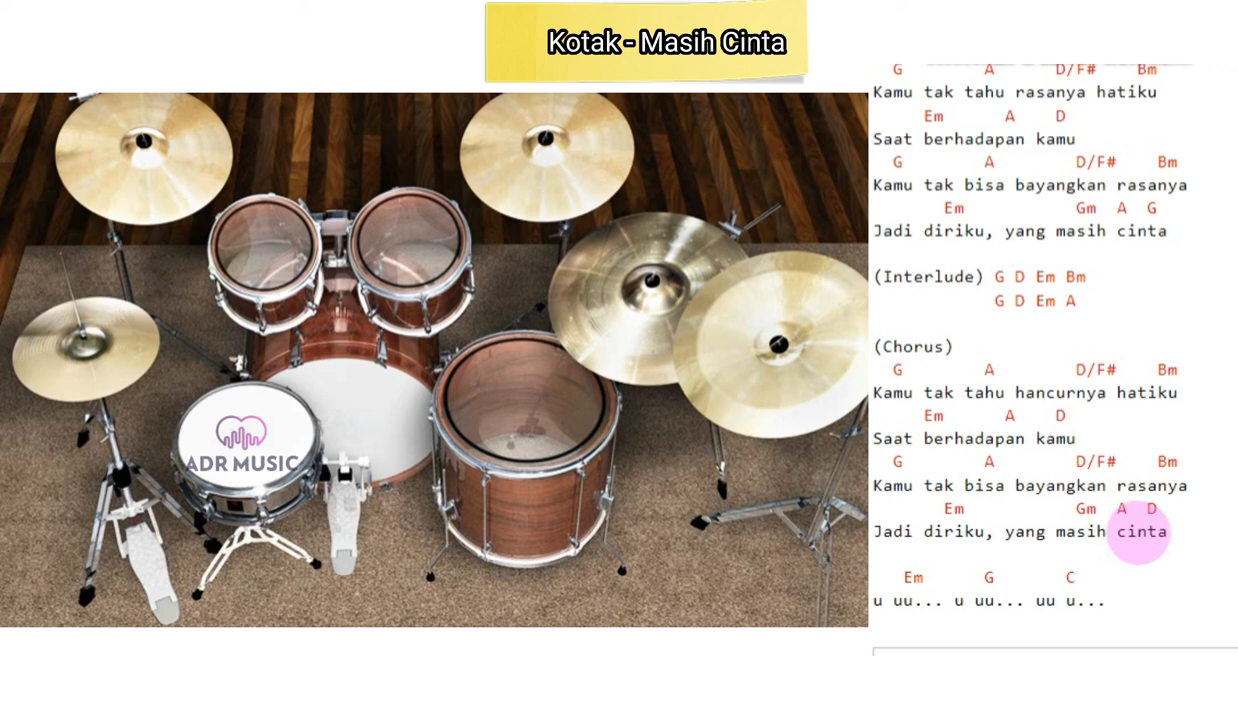 Kotak - Masih Cinta
G A D/F# Bm
Kamu tak tahu rasanya hatiku
Em A D
Saat berhadapan kamu
G A D/F# Bm
Kamu tak bisa bayangkan rasanya
Em Gm A G
Jadi diriku, yang masih cinta
(Interlude) G D Em Bm
G D Em A
(Chorus)
G A D/F# Bm
Kamu tak tahu hancurnya hatiku
Em A D
Saat berhadapan kamu
G A D/F# Bm
Kamu tak bisa bayangkan rasanya
Em Gm A D
Jadi diriku, yang masih cinta
Em G C
u uu... u uu... uu u...
ADR MUSIC